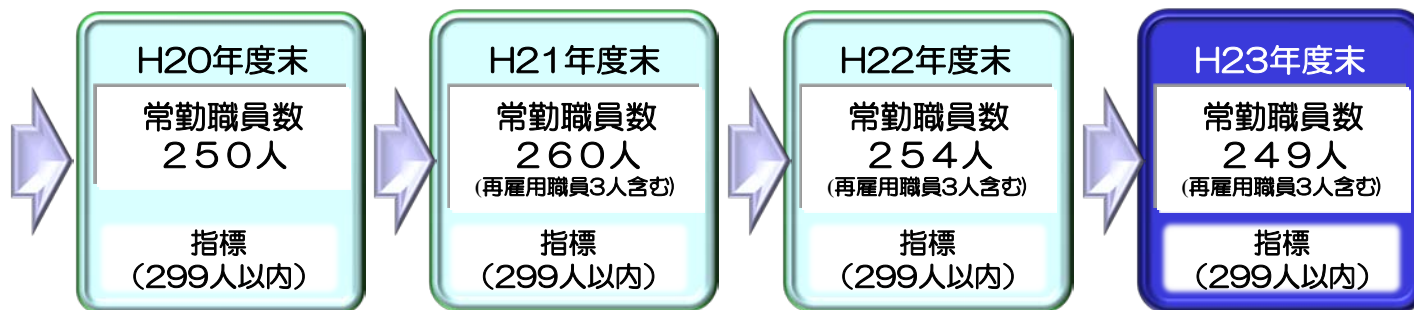 H20年度末
常勤職員数
２５０人
指標
（299人以内）
H21年度末
常勤職員数
２６０人
(再雇用職員3人含む)
指標
（299人以内）
H22年度末
常勤職員数
２５４人
(再雇用職員3人含む)
指標
（299人以内）
H23年度末
常勤職員数
２４９人
(再雇用職員3人含む)
指標
（299人以内）